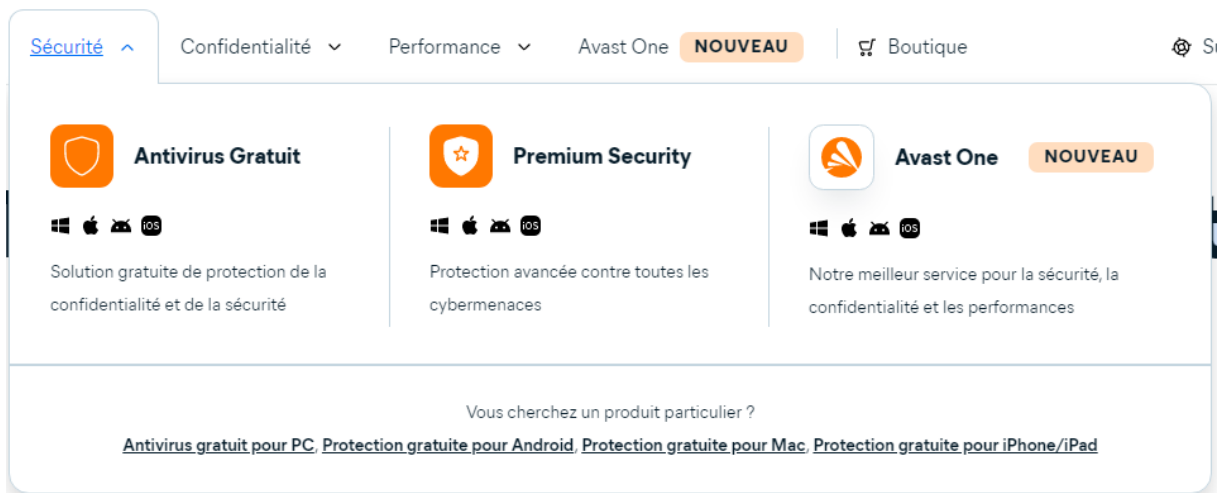 Sécurité Confidentialité Performance Avast One NOUVEAU Boutique
Antivirus Gratuit
iOS
Solution gratuite de protection de la
confidentialité et de la sécurité
Premium Security
iOS
Protection avancée contre toutes les
cybermenaces
Avast One NOUVEAU
iOS
Notre meilleur service pour la sécurité, la
confidentialité et les performances
Vous cherchez un produit particulier ?
Antivirus gratuit pour PC, Protection gratuite pour Android, Protection gratuite pour Mac, Protection gratuite pour iPhone/iPad